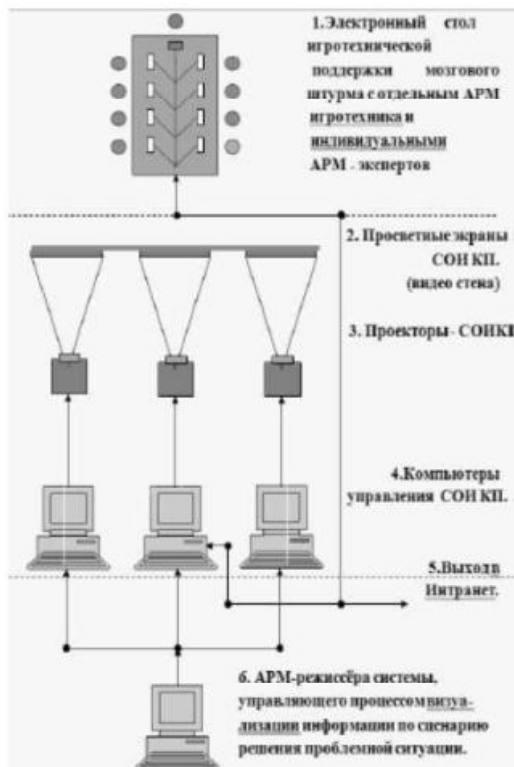 1.Электронный стол
игротехнической
поддержки мозгового
штурма с отдельным АРМ
игротехника и
индивидуальными
АРМ - экспертов
2. Просветные экраны
СОИ КП.
(видео стена)
3. Проекторы - СОИКП
4.Компьютеры
управления СОИ КП.
5.Выход в
Интранет.
6. АРМ-режиссёра системы,
управляющего процессом визуа-
лизации информации по сценарию
решения проблемной ситуации.